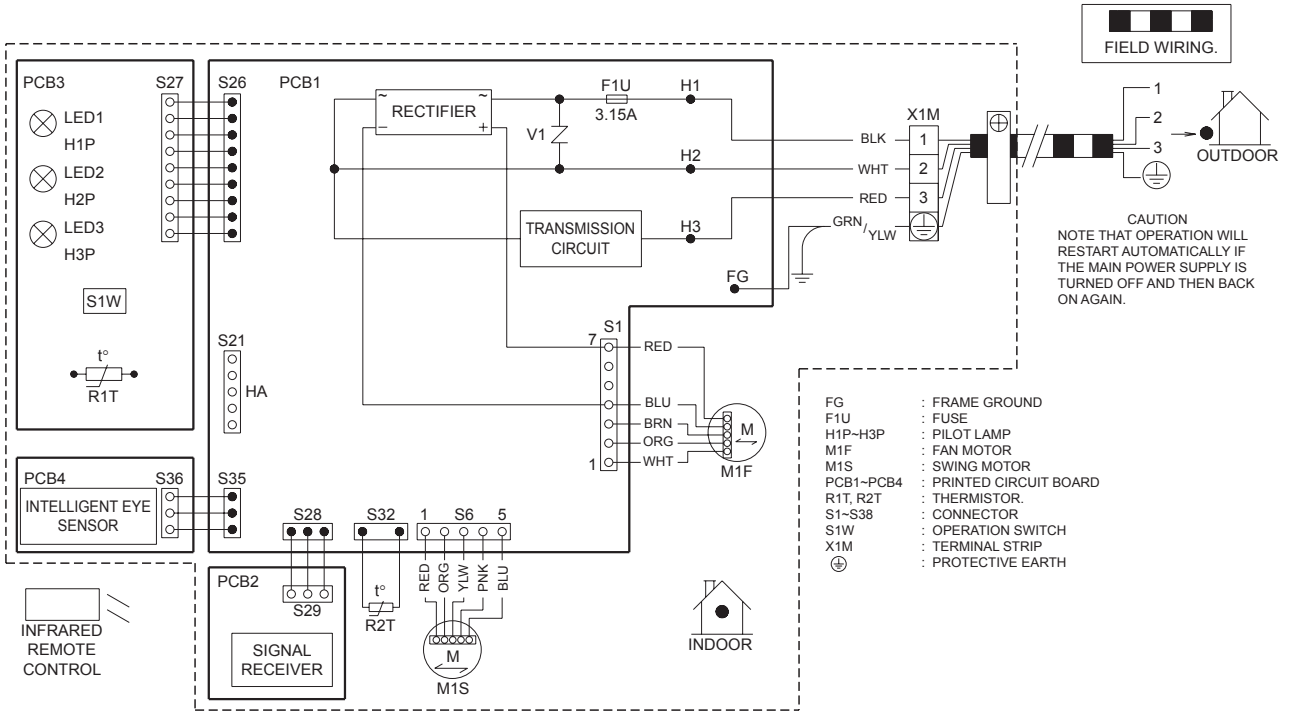 FIELD WIRING.
PCB3
S27
S26
PCB1
LED1
H1P
LED2
H2P
LED3
H3P
S1W
t°
R1T
S21
HA
~
~
RECTIFIER
−
+
V1
F1U
3.15A
H1
H2
H3
TRANSMISSION
CIRCUIT
FG
BLK
WHT
RED
GRN/YLW
X1M
1
2
3
1
2
3
OUTDOOR
CAUTION
NOTE THAT OPERATION WILL
RESTART AUTOMATICALLY IF
THE MAIN POWER SUPPLY IS
TURNED OFF AND THEN BACK
ON AGAIN.
S1
7
1
RED
BLU
BRN
ORG
WHT
M
M1F
PCB4
S36
S35
INTELLIGENT EYE
SENSOR
S28
S32
1 S6 5
RED
ORG
YLW
PNK
BLU
PCB2
S29
SIGNAL
RECEIVER
t°
R2T
M
M1S
INFRARED
REMOTE
CONTROL
INDOOR
FG : FRAME GROUND
F1U : FUSE
H1P~H3P : PILOT LAMP
M1F : FAN MOTOR
M1S : SWING MOTOR
PCB1~PCB4 : PRINTED CIRCUIT BOARD
R1T, R2T : THERMISTOR.
S1~S38 : CONNECTOR
S1W : OPERATION SWITCH
X1M : TERMINAL STRIP
: PROTECTIVE EARTH